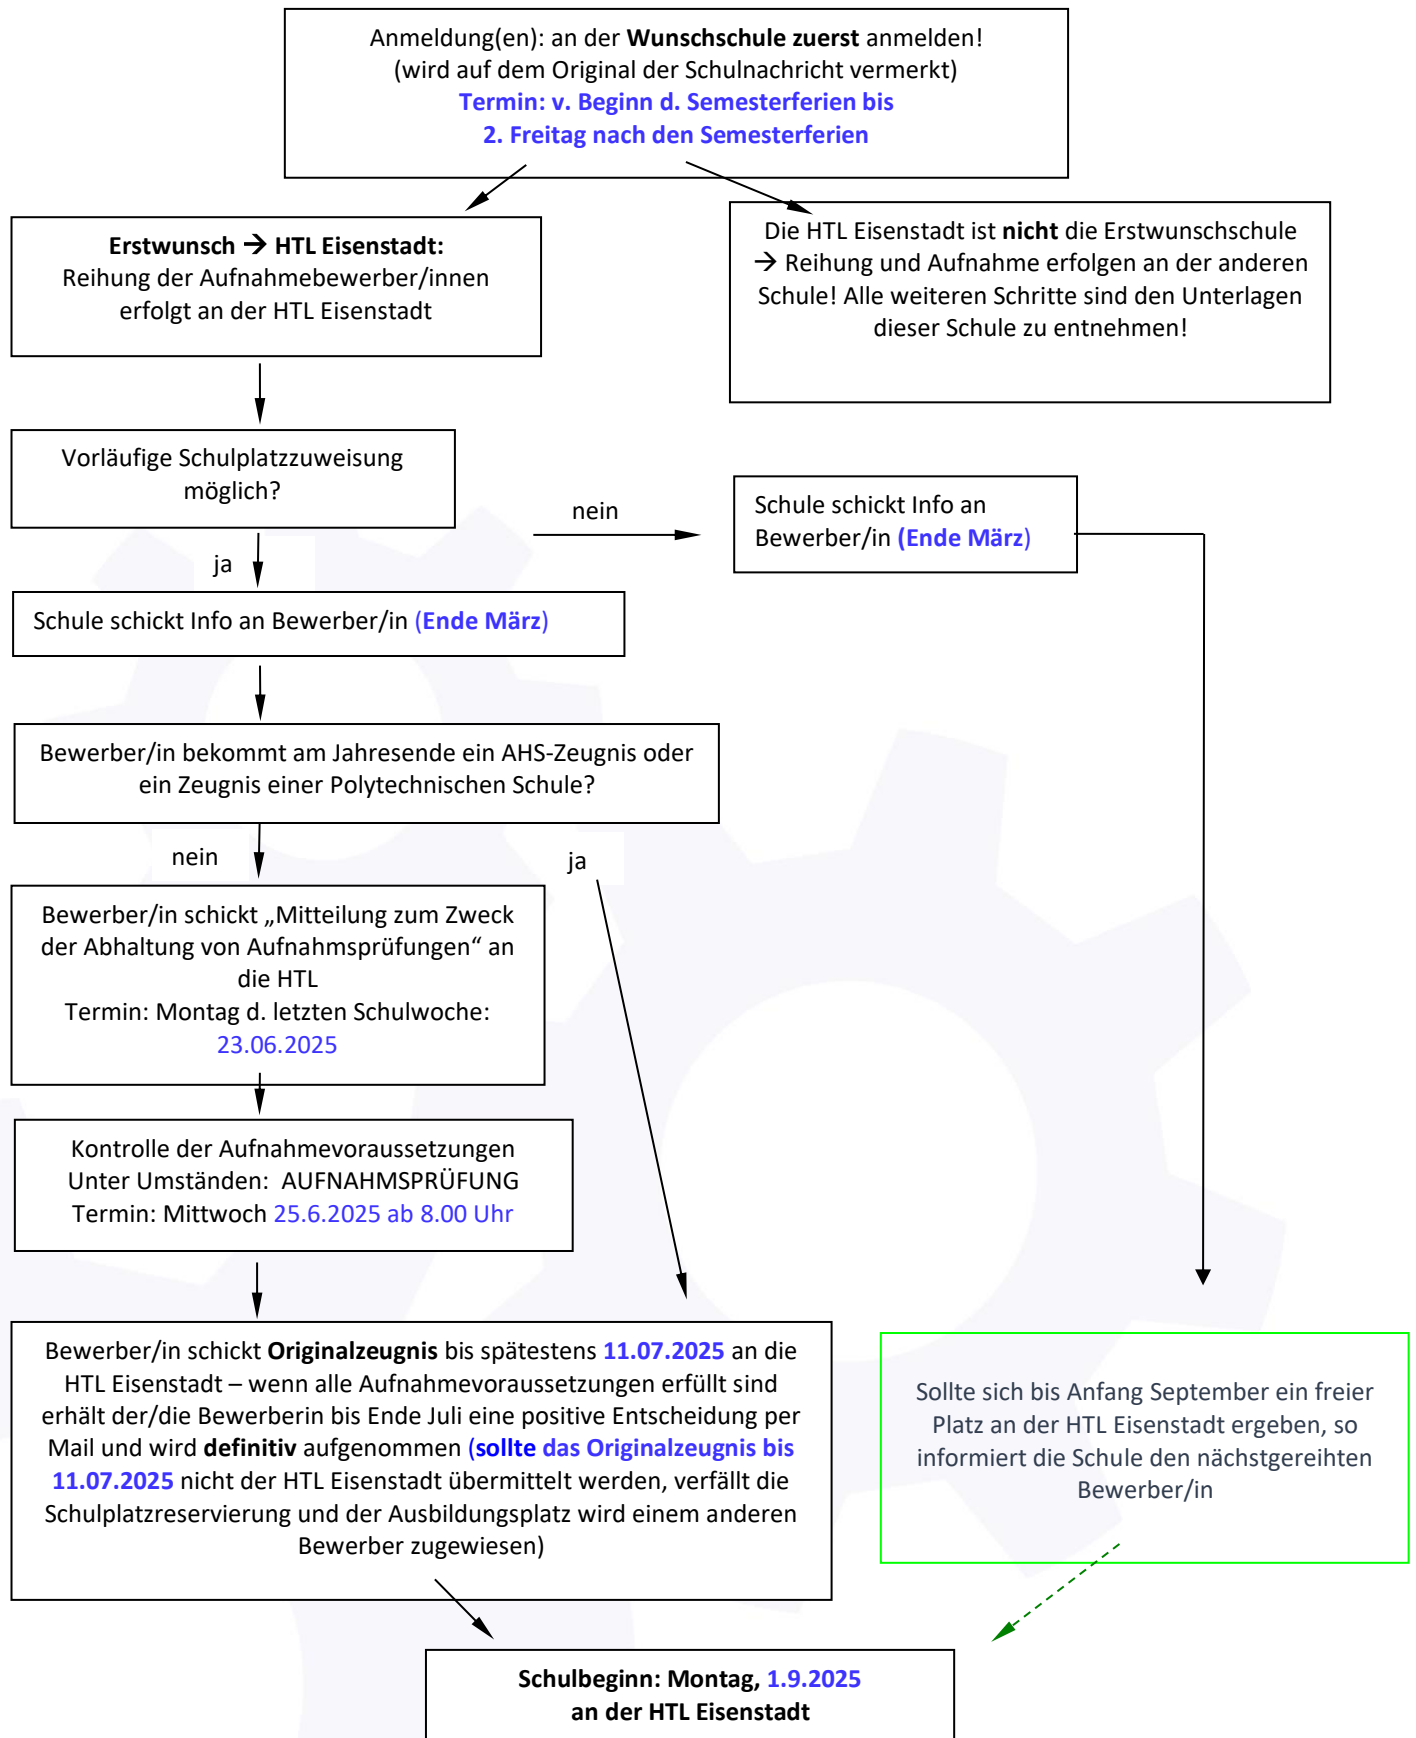 Anmeldung(en): an der Wunschschule zuerst anmelden!
(wird auf dem Original der Schulnachricht vermerkt)
Termin: v. Beginn d. Semesterferien bis
2. Freitag nach den Semesterferien
Erstwunsch → HTL Eisenstadt:
Reihung der Aufnahmebewerber/innen
erfolgt an der HTL Eisenstadt
Die HTL Eisenstadt ist nicht die Erstwunschschule
→ Reihung und Aufnahme erfolgen an der anderen
Schule! Alle weiteren Schritte sind den Unterlagen
dieser Schule zu entnehmen!
Vorläufige Schulplatzzuweisung
möglich?
nein
Schule schickt Info an
Bewerber/in (Ende März)
ja
Schule schickt Info an Bewerber/in (Ende März)
Bewerber/in bekommt am Jahresende ein AHS-Zeugnis oder
ein Zeugnis einer Polytechnischen Schule?
nein
ja
Bewerber/in schickt „Mitteilung zum Zweck
der Abhaltung von Aufnahmsprüfungen“ an
die HTL
Termin: Montag d. letzten Schulwoche:
23.06.2025
Kontrolle der Aufnahmevoraussetzungen
Unter Umständen: AUFNAHMSPRÜFUNG
Termin: Mittwoch 25.6.2025 ab 8.00 Uhr
Bewerber/in schickt Originalzeugnis bis spätestens 11.07.2025 an die
HTL Eisenstadt – wenn alle Aufnahmevoraussetzungen erfüllt sind
erhält der/die Bewerberin bis Ende Juli eine positive Entscheidung per
Mail und wird definitiv aufgenommen (sollte das Originalzeugnis bis
11.07.2025 nicht der HTL Eisenstadt übermittelt werden, verfällt die
Schulplatzreservierung und der Ausbildungsplatz wird einem anderen
Bewerber zugewiesen)
Sollte sich bis Anfang September ein freier
Platz an der HTL Eisenstadt ergeben, so
informiert die Schule den nächstgereihten
Bewerber/in
Schulbeginn: Montag, 1.9.2025
an der HTL Eisenstadt